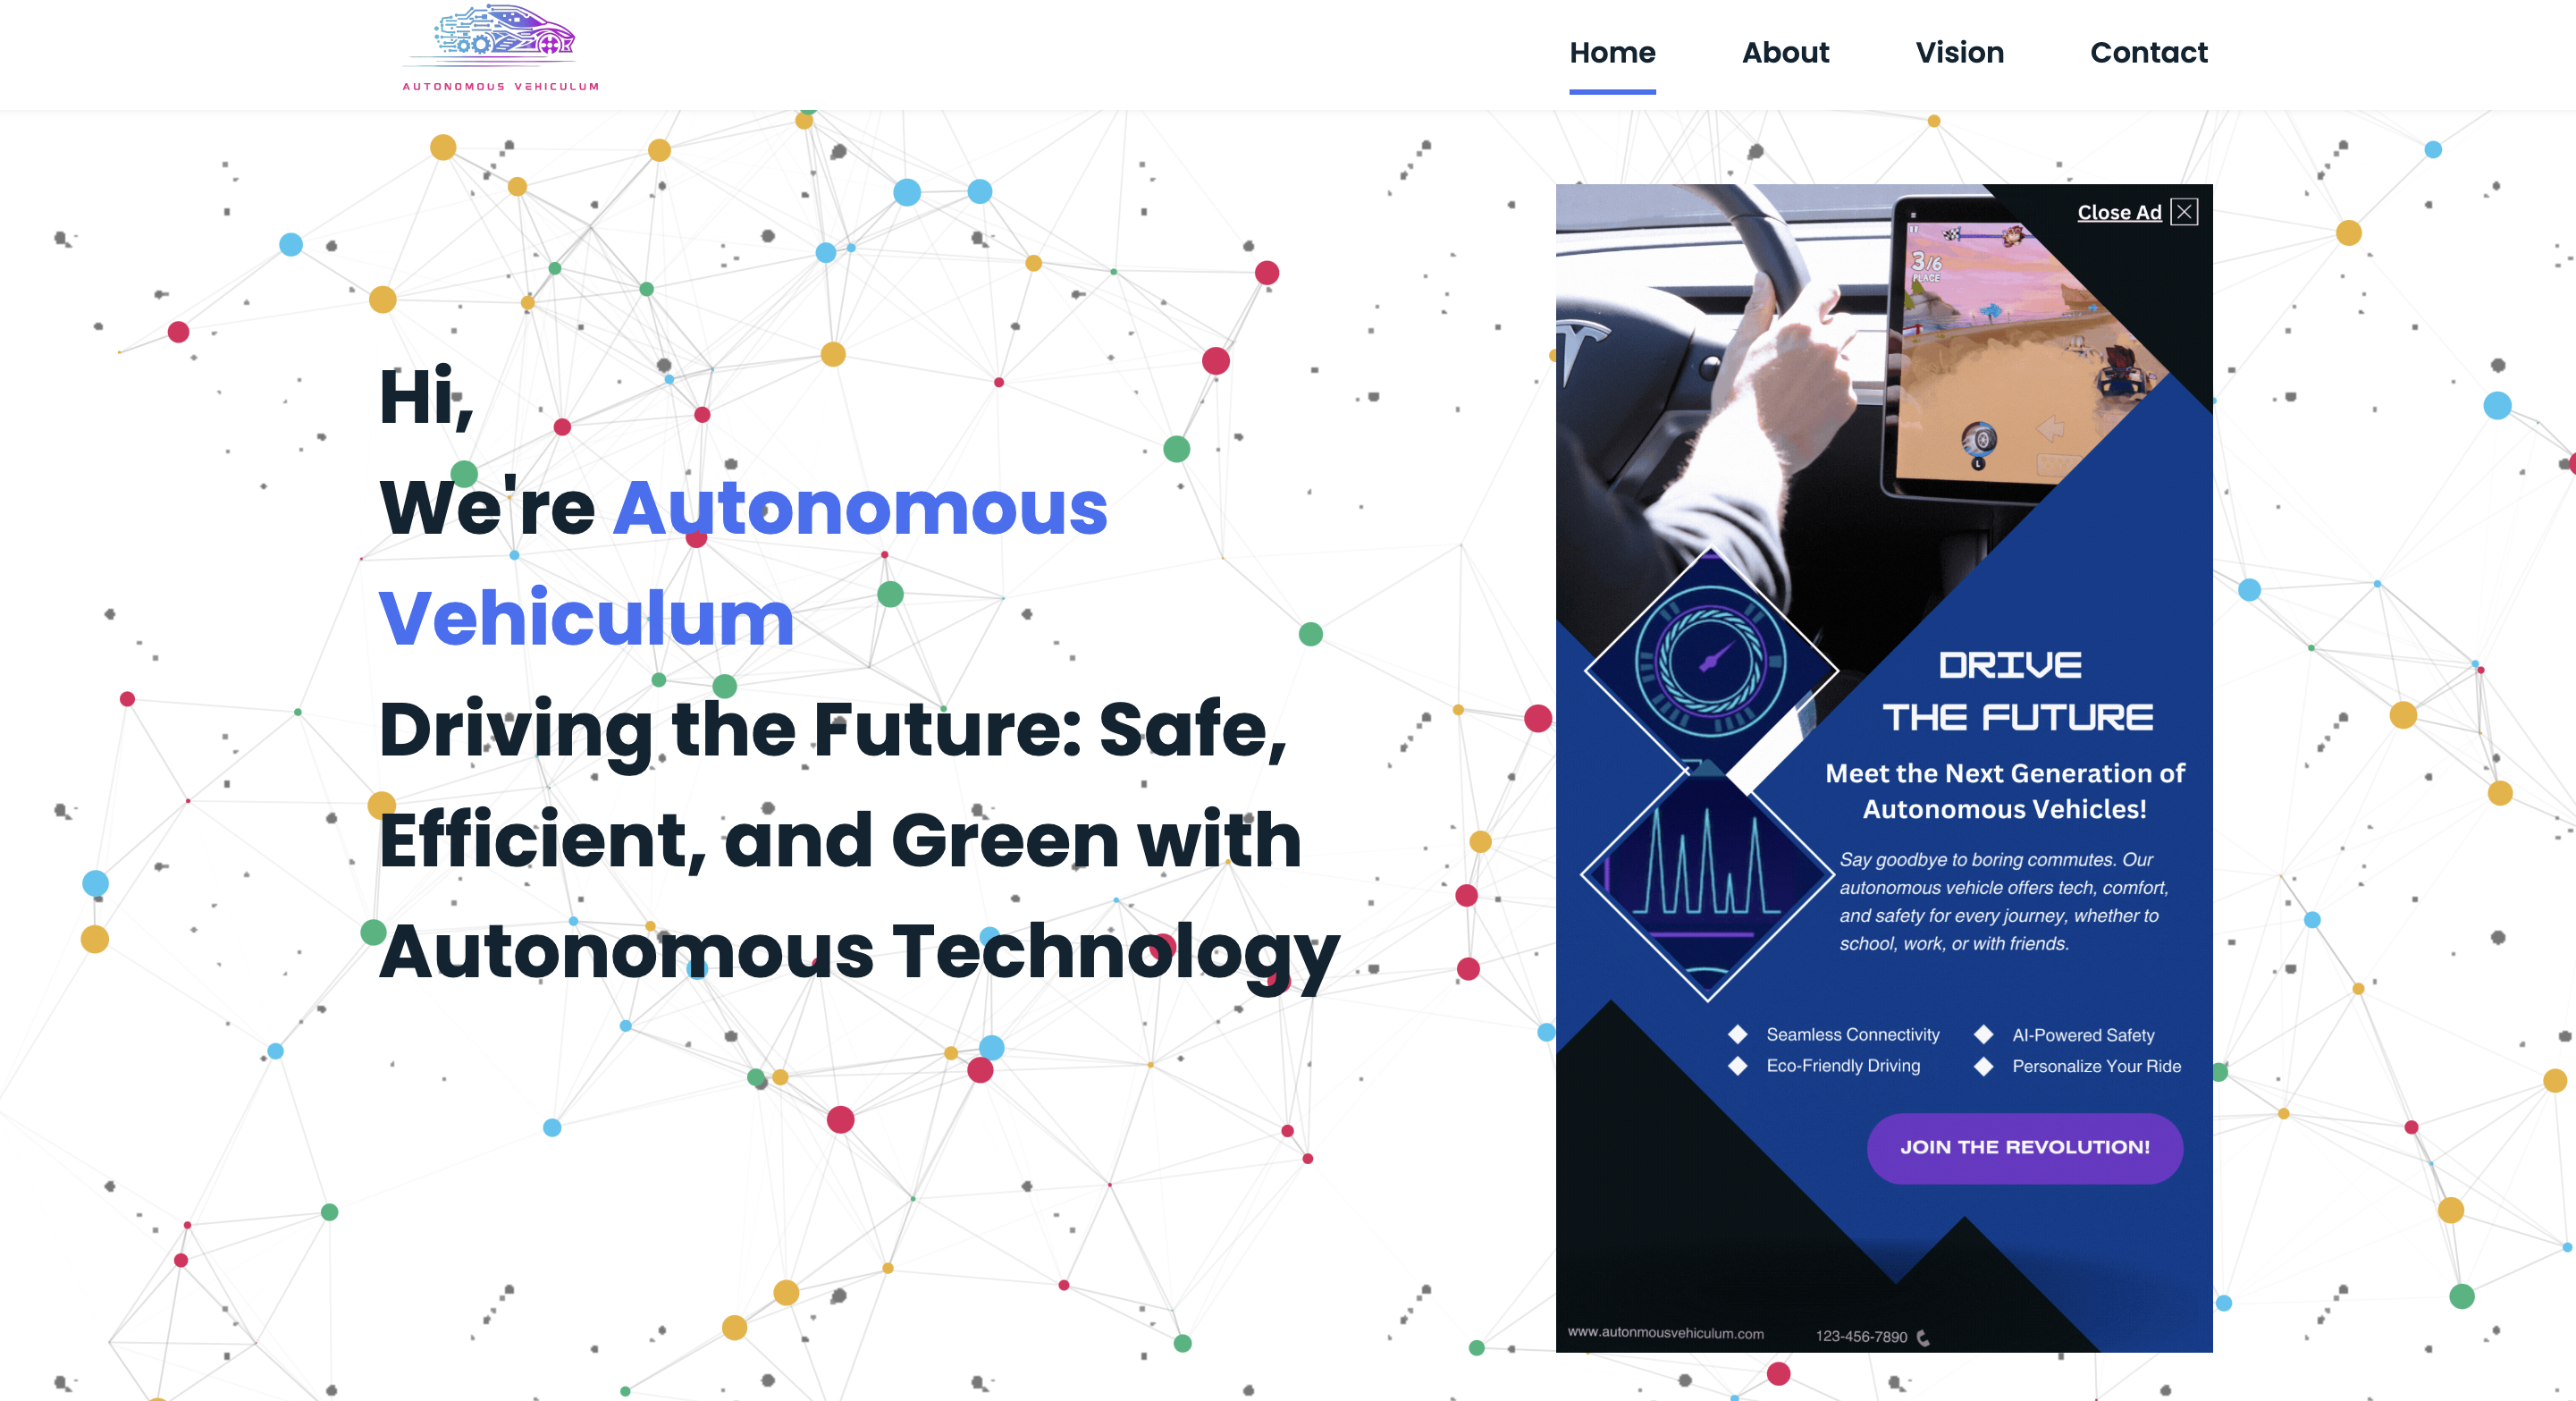 AUTONOMOUS VEHICULUM
Home About Vision Contact
Hi,
We're Autonomous
Vehiculum
Driving the Future: Safe,
Efficient, and Green with
Autonomous Technology
Close Ad
3/6
PLACE
L
DRIVE
THE FUTURE
Meet the Next Generation of
Autonomous Vehicles!
Say goodbye to boring commutes. Our
autonomous vehicle offers tech, comfort,
and safety for every journey, whether to
school, work, or with friends.
Seamless Connectivity
AI-Powered Safety
Eco-Friendly Driving
Personalize Your Ride
JOIN THE REVOLUTION!
www.autonmousvehiculum.com
123-456-7890